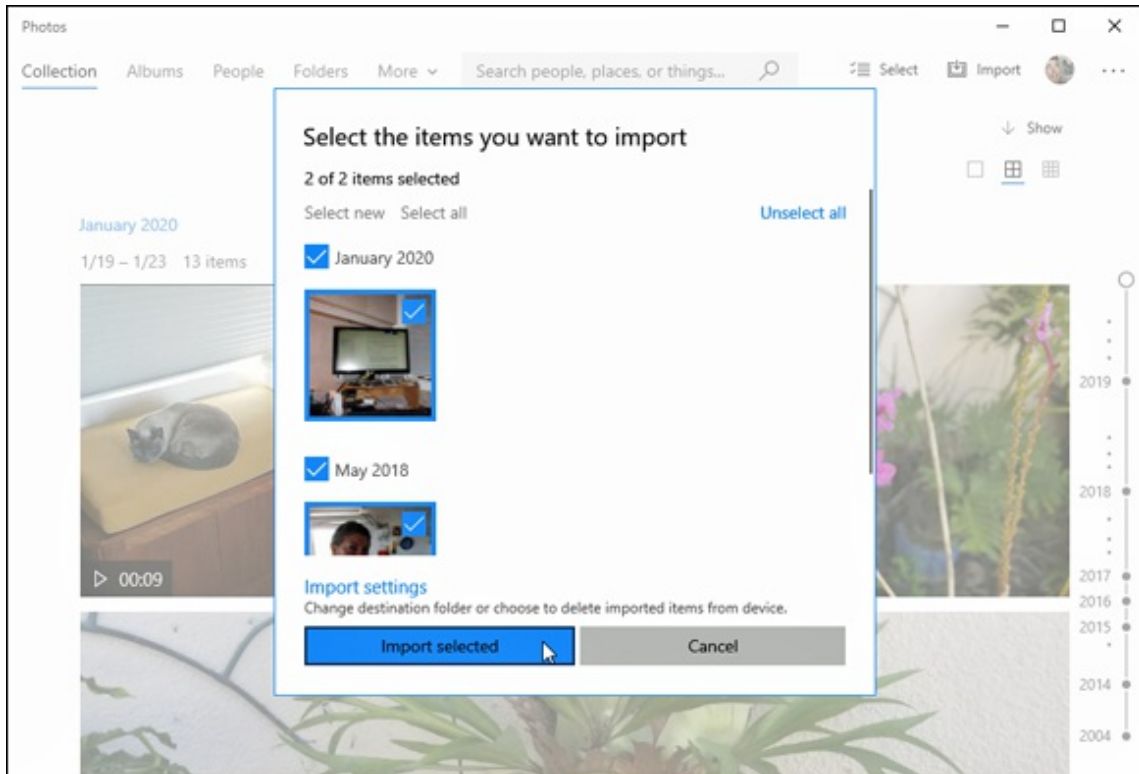 Photos
Collection Albums People Folders More Search people, places, or things... Select Import ...
Show
Select the items you want to import
2 of 2 items selected
Select new Select all Unselect all
January 2020
1/19 – 1/23 13 items
January 2020
2019
May 2018
2018
00:09
2017
2016
2015
2014
2004
Import settings
Change destination folder or choose to delete imported items from device.
Import selected Cancel